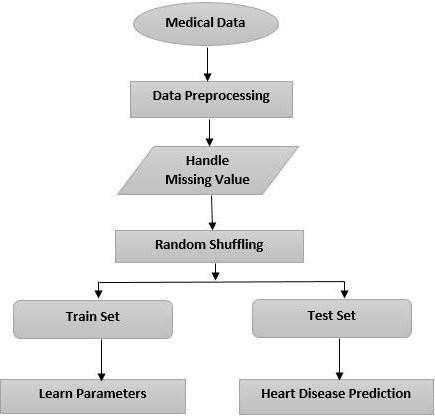 Medical Data
Data Preprocessing
Handle
Missing Value
Random Shuffling
Train Set
Test Set
Learn Parameters
Heart Disease Prediction